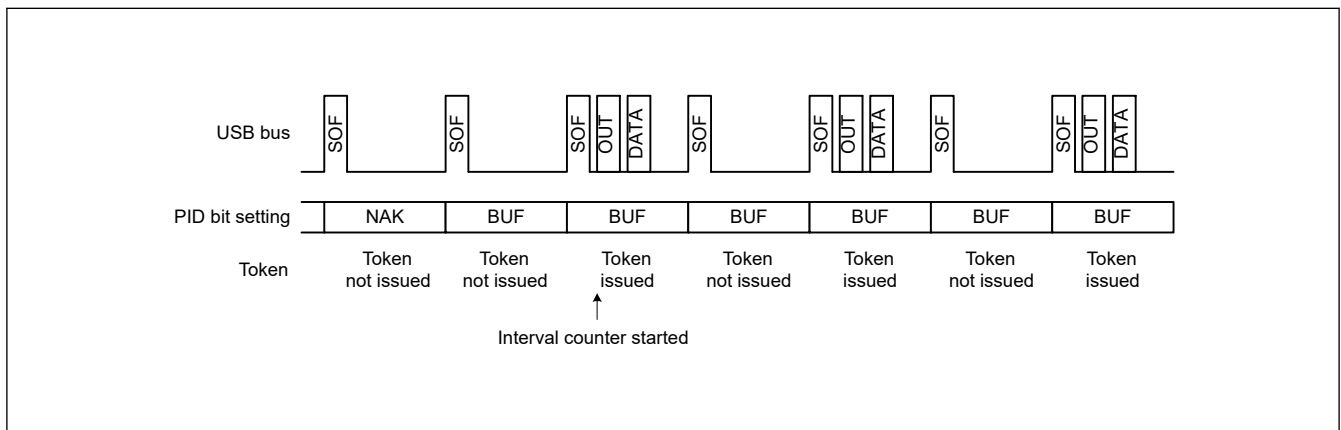 USB bus
SOF SOF SOF OUT DATA SOF SOF OUT DATA SOF SOF OUT DATA
PID bit setting NAK BUF BUF BUF BUF BUF BUF
Token Token Token Token Token Token Token Token
not issued not issued issued not issued issued not issued issued
Interval counter started